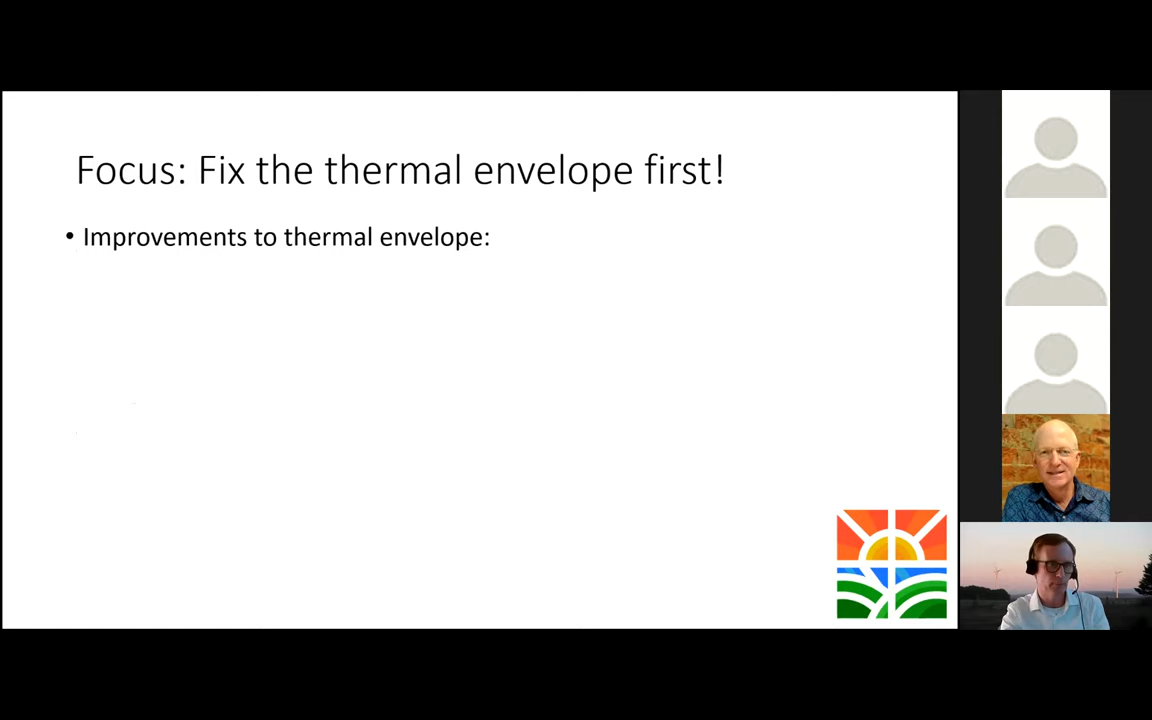 Focus: Fix the thermal envelope first!
• Improvements to thermal envelope: